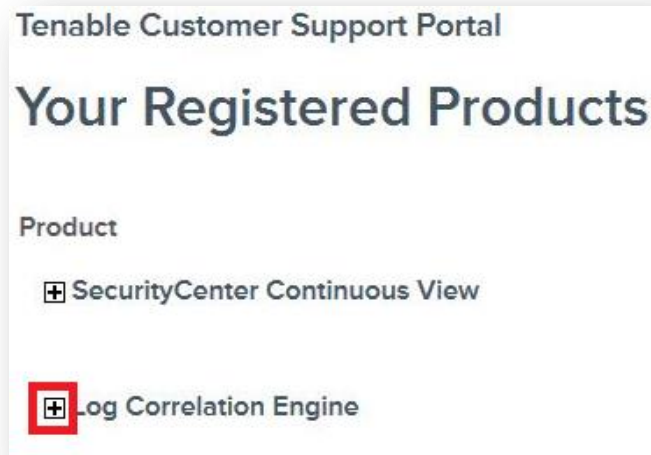 Tenable Customer Support Portal
Your Registered Products
Product
SecurityCenter Continuous View
Log Correlation Engine